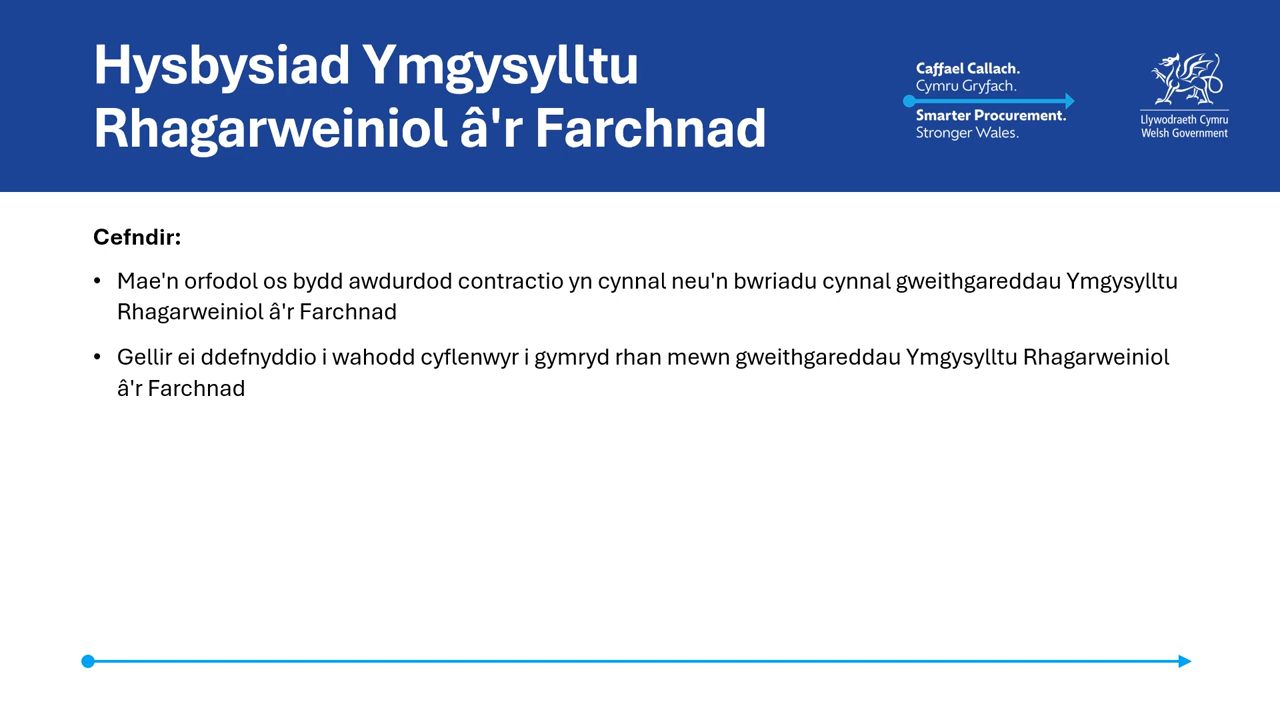 Hysbysiad Ymgysylltu
Rhagarweiniol â'r Farchnad
Caffael Callach.
Cymru Gryfach.
Smarter Procurement.
Stronger Wales.
Llywodraeth Cymru
Welsh Government
Cefndir:
• Mae'n orfodol os bydd awdurdod contractio yn cynnal neu'n bwriadu cynnal gweithgareddau Ymgysylltu
Rhagarweiniol â'r Farchnad
• Gellir ei ddefnyddio i wahodd cyflenwyr i gymryd rhan mewn gweithgareddau Ymgysylltu Rhagarweiniol
â'r Farchnad